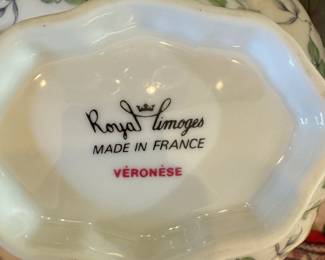 Royal Limoges
MADE IN FRANCE
VÉRONÈSE